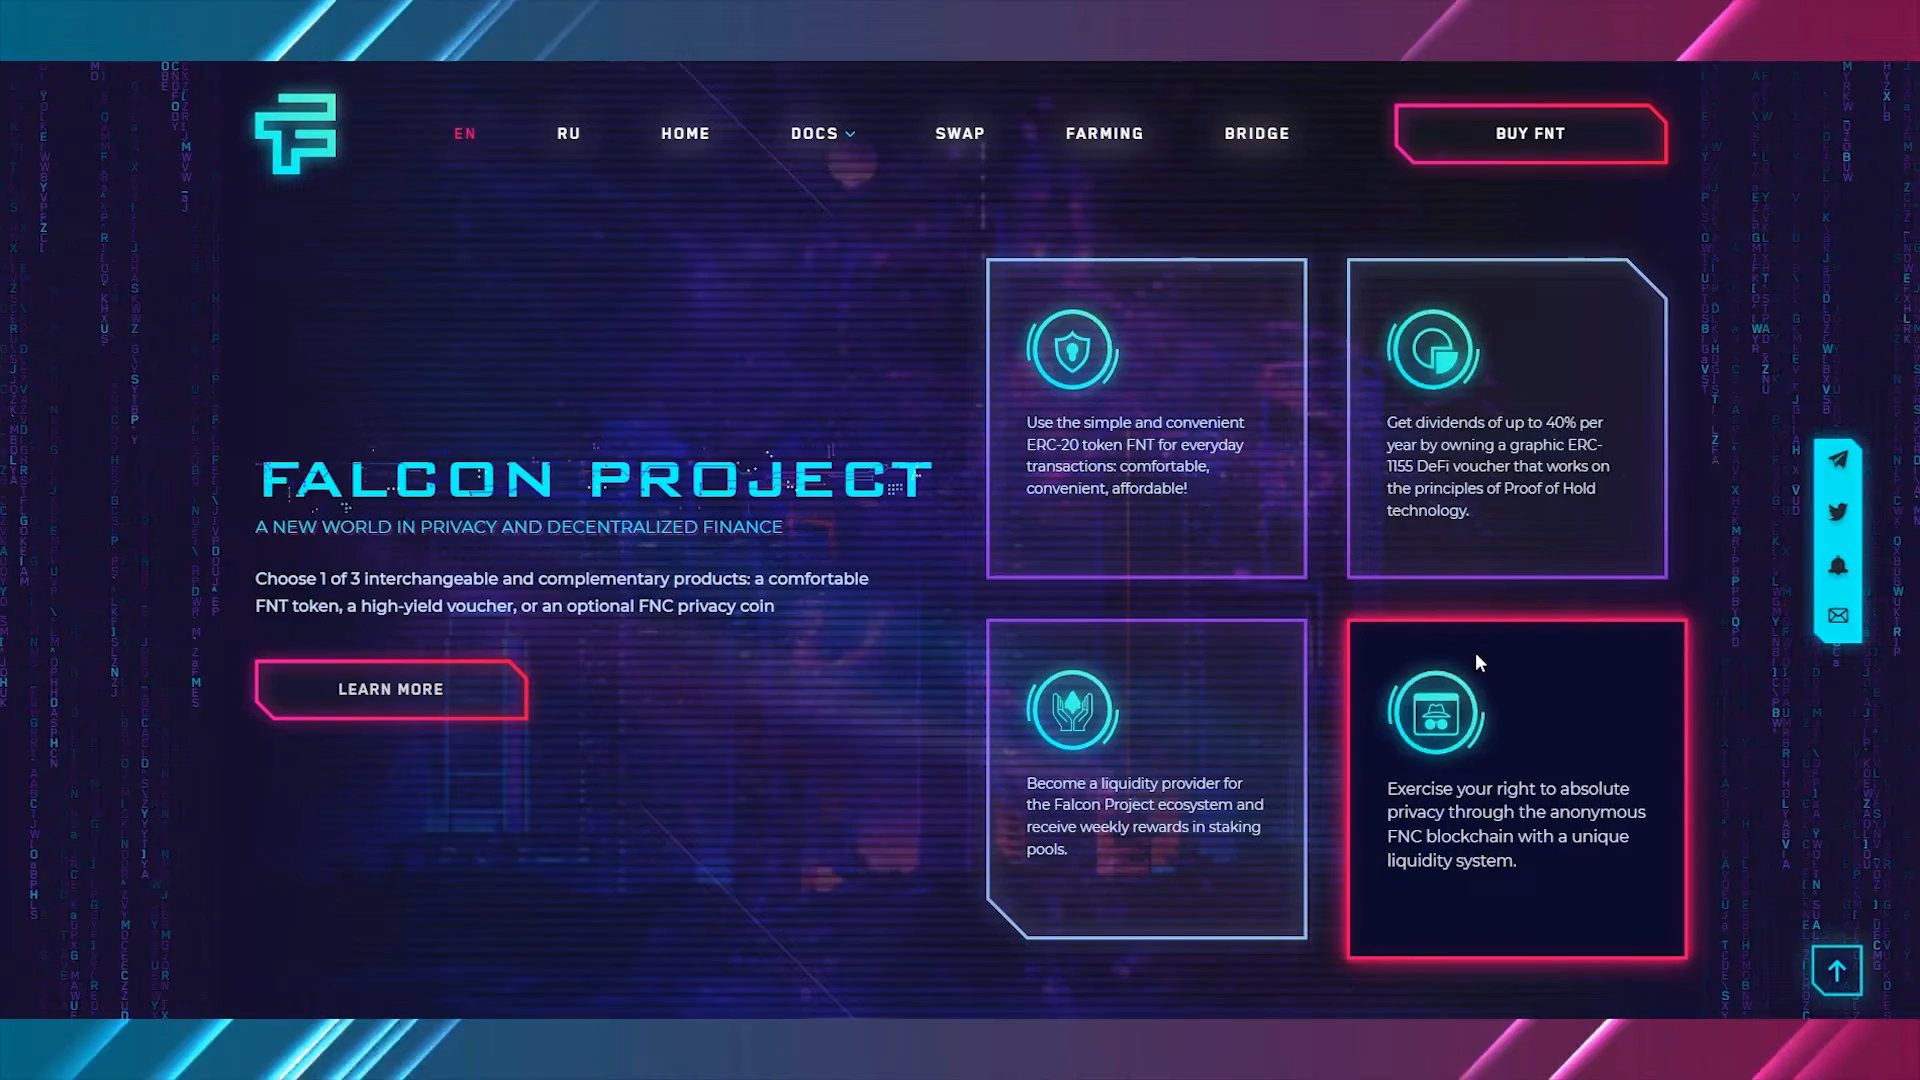 EN RU HOME DOCS SWAP FARMING BRIDGE BUY FNT
FALCON PROJECT
A NEW WORLD IN PRIVACY AND DECENTRALIZED FINANCE
Choose 1 of 3 interchangeable and complementary products: a comfortable
FNT token, a high-yield voucher, or an optional FNC privacy coin
LEARN MORE
Use the simple and convenient
ERC-20 token FNT for everyday
transactions: comfortable,
convenient, affordable!
Get dividends of up to 40% per
year by owning a graphic ERC-
1155 DeFi voucher that works on
the principles of Proof of Hold
technology.
Become a liquidity provider for
the Falcon Project ecosystem and
receive weekly rewards in staking
pools.
Exercise your right to absolute
privacy through the anonymous
FNC blockchain with a unique
liquidity system.